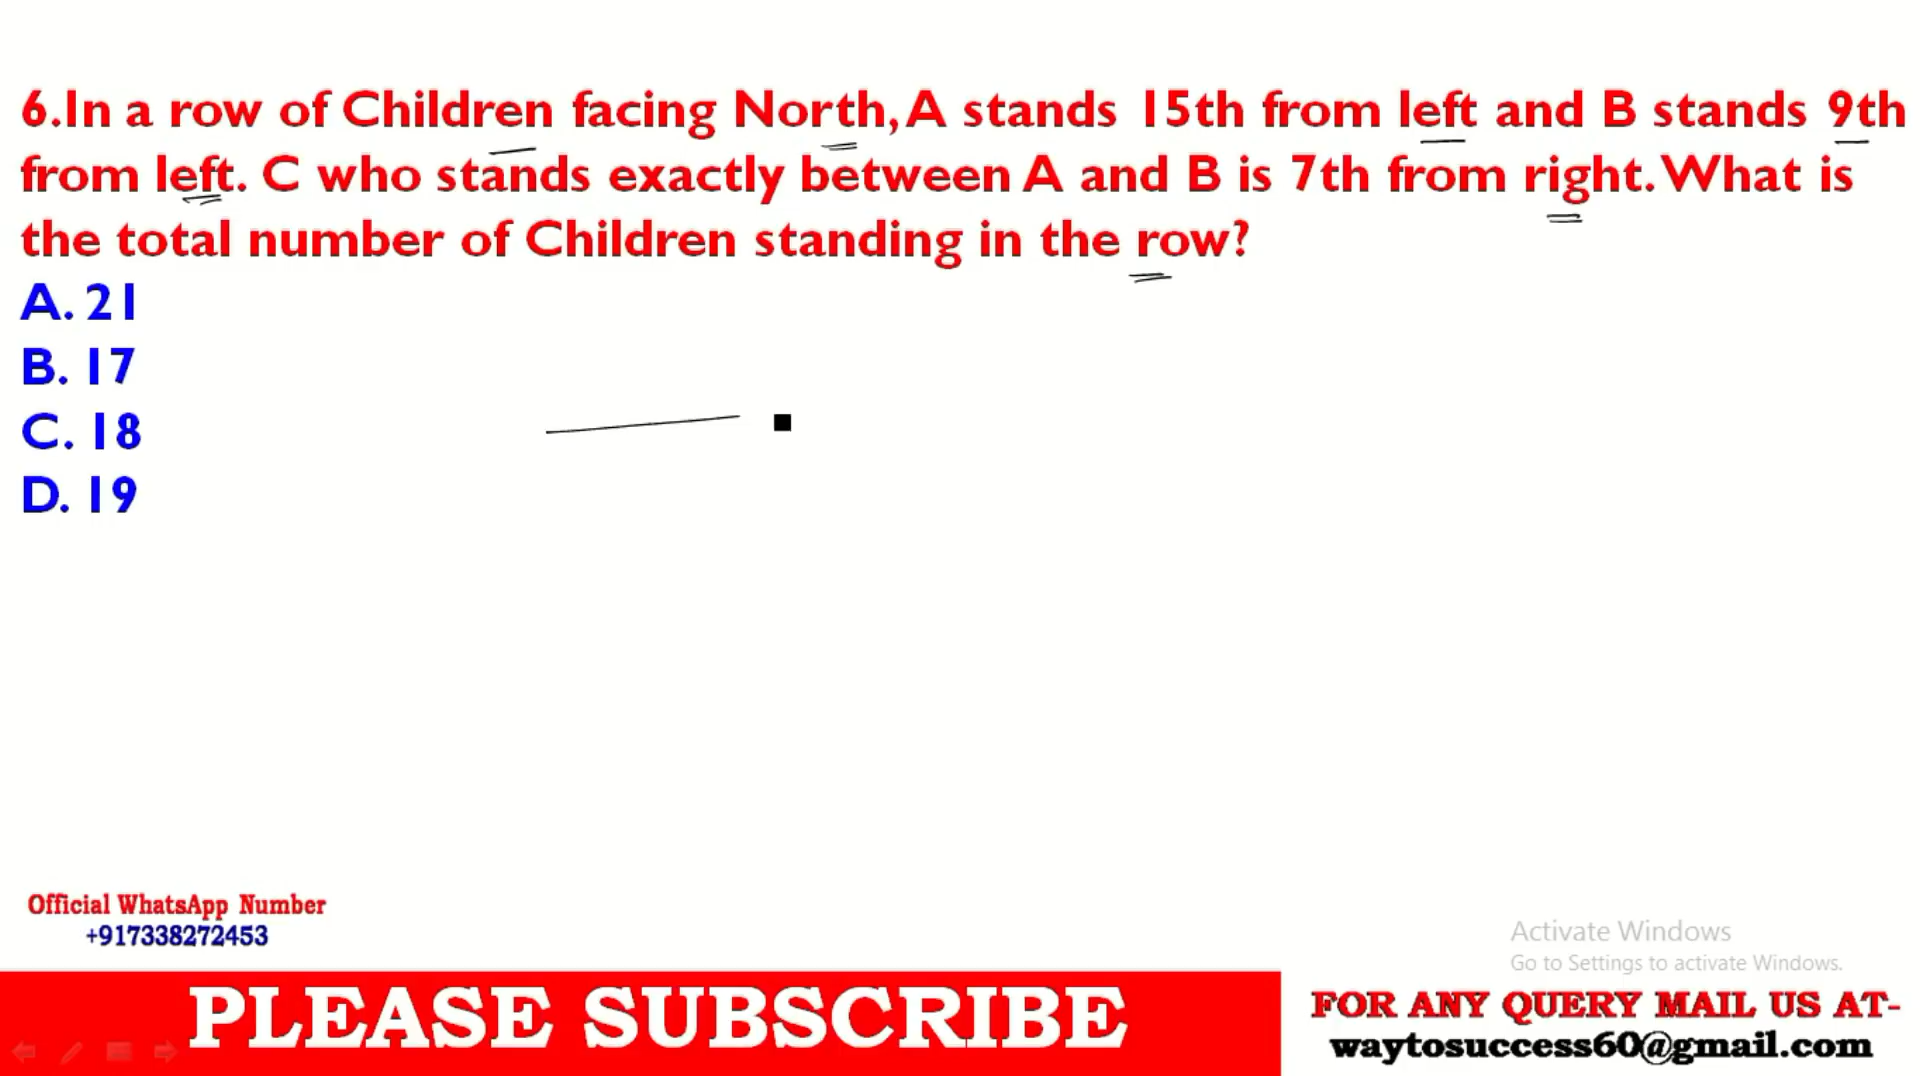 6.In a row of Children facing North, A stands 15th from left and B stands 9th
from left. C who stands exactly between A and B is 7th from right. What is
the total number of Children standing in the row?
A. 21
B. 17
C. 18
D. 19
Official WhatsApp Number
+917338272453
Activate Windows
Go to Settings to activate Windows.
PLEASE SUBSCRIBE
FOR ANY QUERY MAIL US AT-
waytosuccess60@gmail.com